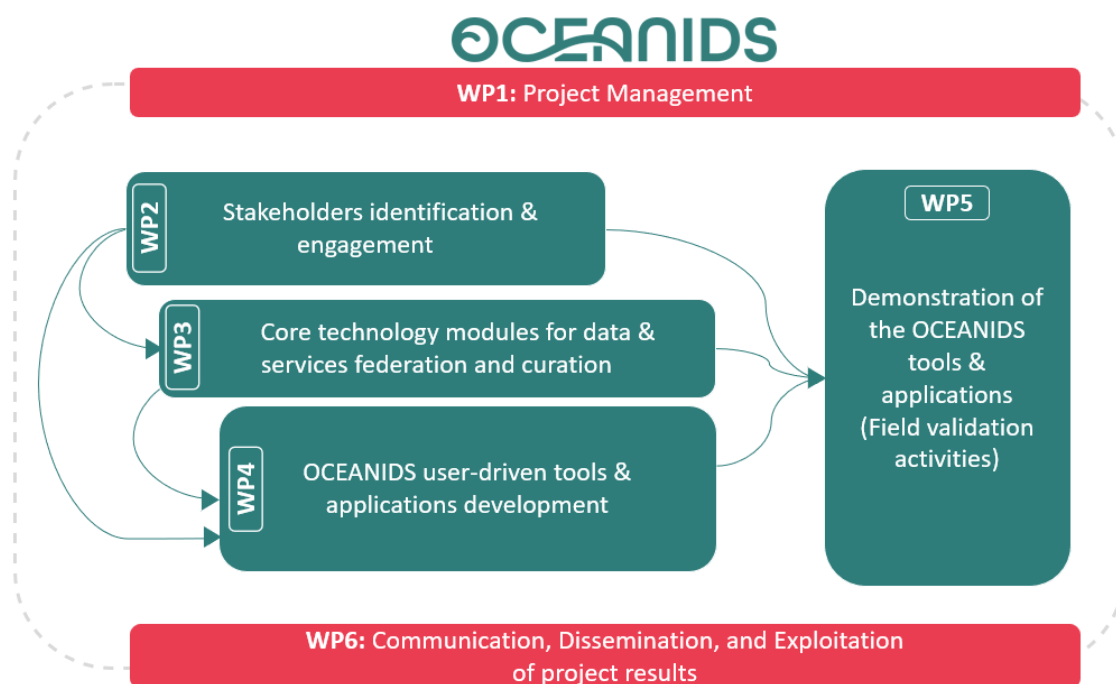 OCEANIDS
WP1: Project Management
WP2
Stakeholders identification &
engagement
WP3
Core technology modules for data &
services federation and curation
WP4
OCEANIDS user-driven tools &
applications development
WP5
Demonstration of
the OCEANIDS
tools &
applications
(Field validation
activities)
WP6: Communication, Dissemination, and Exploitation
of project results